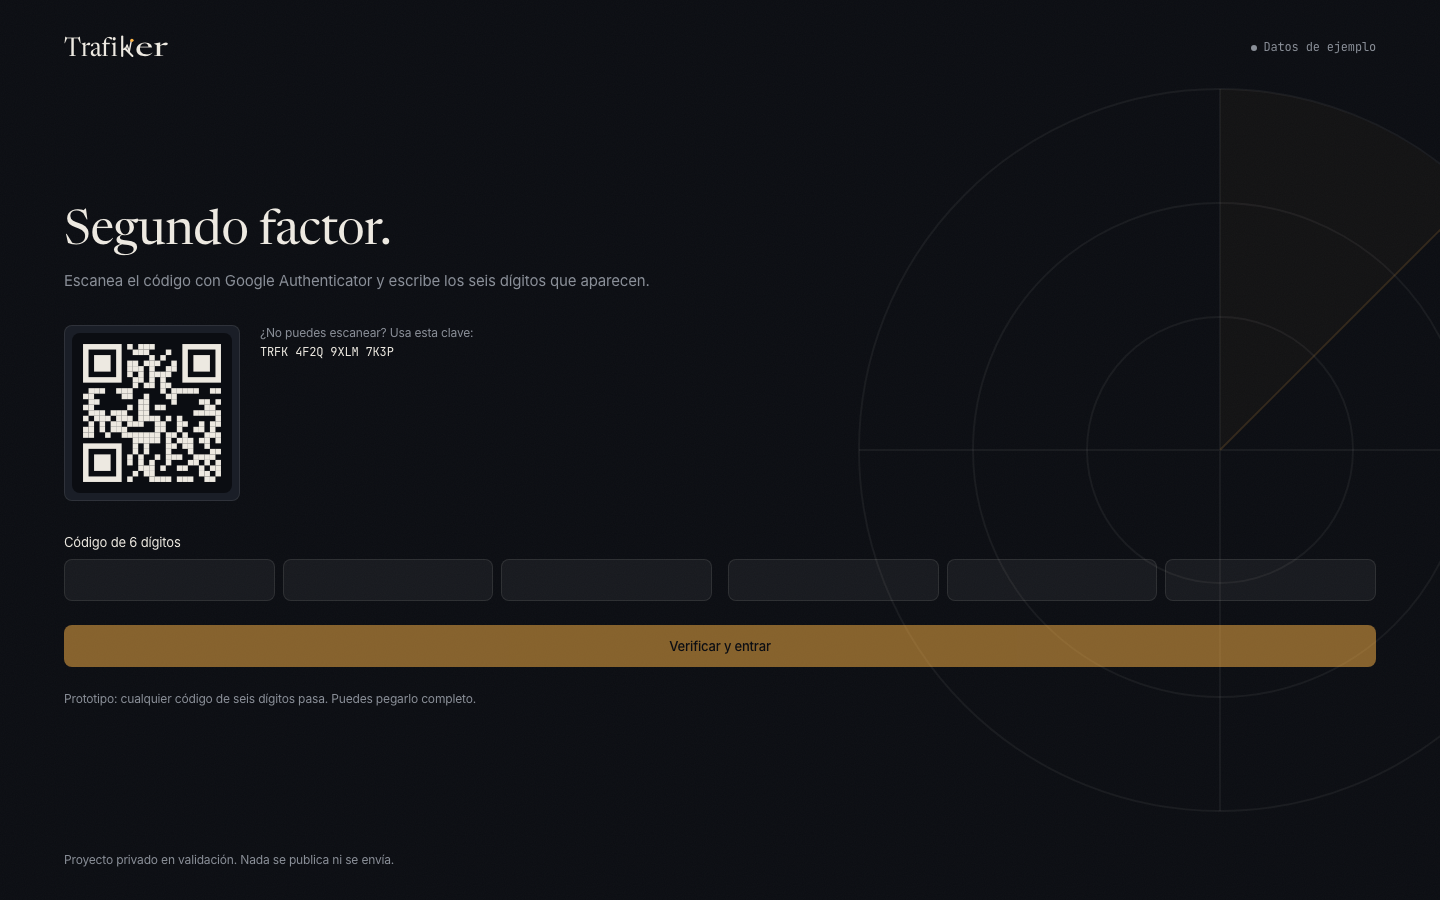 Trafiker
Datos de ejemplo
Segundo factor.
Escanea el código con Google Authenticator y escribe los seis dígitos que aparecen.
¿No puedes escanear? Usa esta clave:
TRFK 4F2Q 9XLM 7K3P
Código de 6 dígitos
Verificar y entrar
Prototipo: cualquier código de seis dígitos pasa. Puedes pegarlo completo.
Proyecto privado en validación. Nada se publica ni se envía.